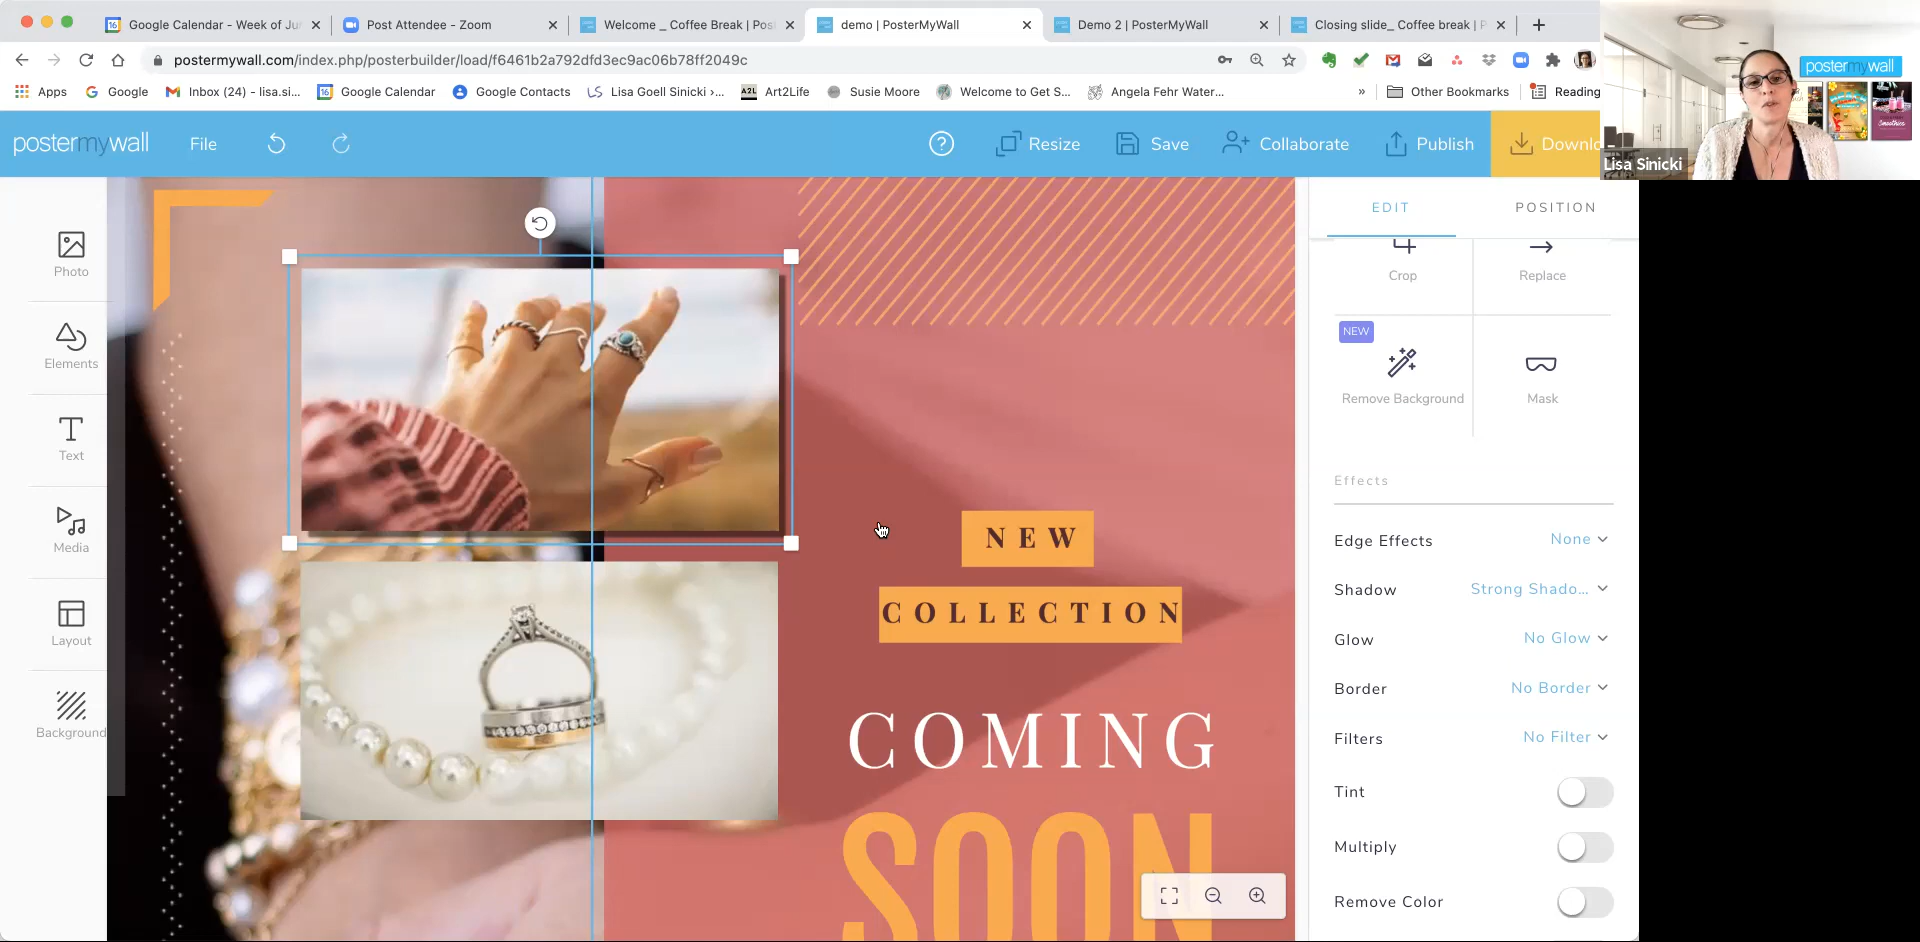 Google Calendar - Week of Ju
Post Attendee - Zoom
Welcome _ Coffee Break | Pos
demo | PosterMyWall
Demo 2 | PosterMyWall
Closing slide_ Coffee break | P
postermywall.com/index.php/posterbuilder/load/f6461b2a792dfd3ec9ac06b78ff2049c
Apps
Google
Inbox (24) - lisa.si...
Google Calendar
Google Contacts
Lisa Goell Sinicki ›...
A2L
Art2Life
Susie Moore
Welcome to Get S...
Angela Fehr Water...
»
Other Bookmarks
Reading
postermywall
File
Resize
Save
Collaborate
Publish
Downlo
postermywall
Smoothies
Lisa Sinicki
Photo
Elements
Text
Media
Layout
Background
NEW
COLLECTION
COMING
SOON
EDIT
POSITION
Crop
Replace
NEW
Remove Background
Mask
Effects
Edge Effects
None
Shadow
Strong Shado...
Glow
No Glow
Border
No Border
Filters
No Filter
Tint
Multiply
Remove Color